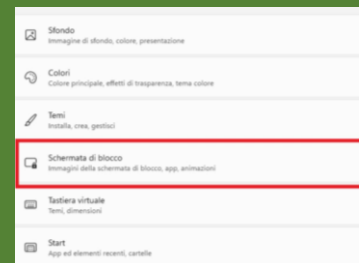 Sfondo
Immagine di sfondo, colore, presentazione
Colori
Colore principale, effetti di trasparenza, tema colore
Temi
Installa, crea, gestisci
Schermata di blocco
Immagini della schermata di blocco, app, animazioni
Tastiera virtuale
Temi, dimensioni
Start
App ed elementi recenti, cartelle